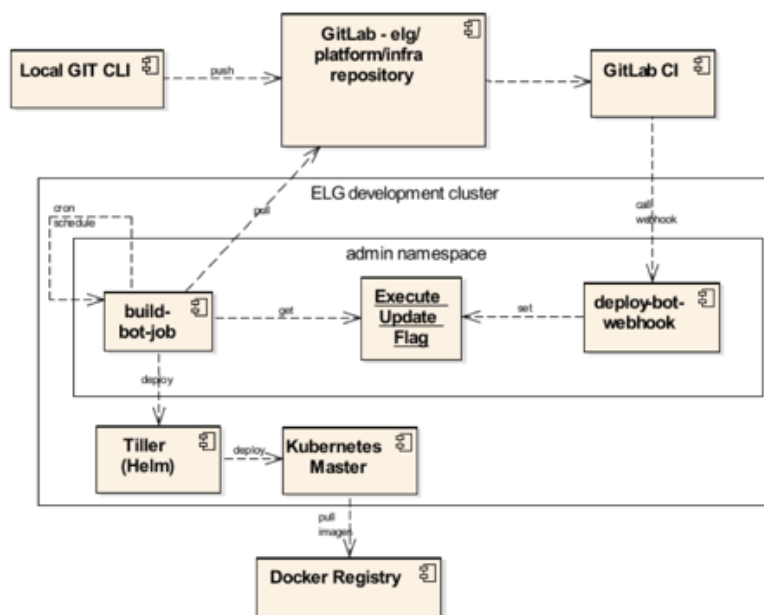 GitLab - elg/
platform/infra
repository
Local GIT CLI
push
GitLab CI
pull
ELG development cluster
cron
schedule
call
webhook
admin namespace
build-
bot-job
get
Execute
Update
Flag
set
deploy-bot-
webhook
deploy
Tiller
(Helm)
deploy
Kubernetes
Master
pull
images
Docker Registry